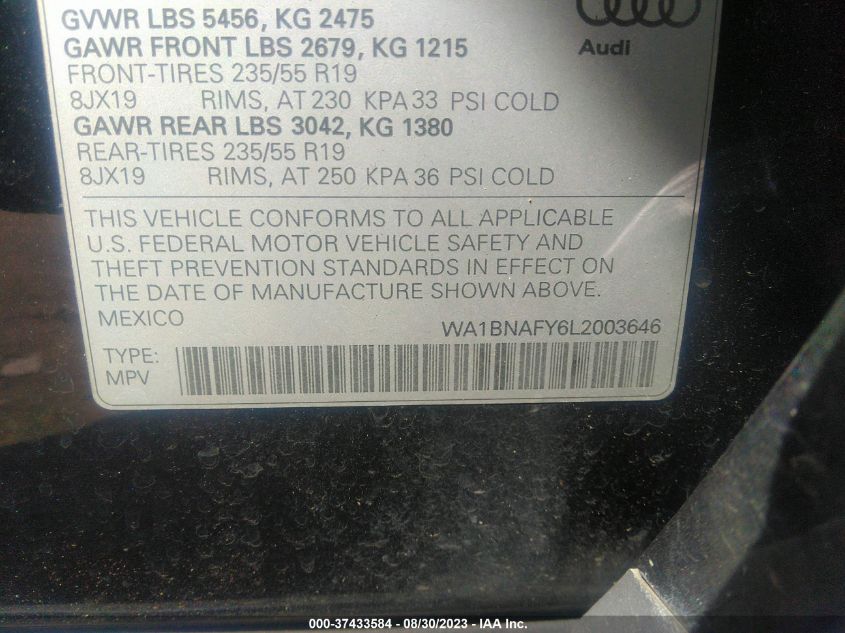 GVWR LBS 5456, KG 2475
GAWR FRONT LBS 2679, KG 1215
Audi
FRONT-TIRES 235/55 R19
8JX19 RIMS, AT 230 KPA 33 PSI COLD
GAWR REAR LBS 3042, KG 1380
REAR-TIRES 235/55 R19
8JX19 RIMS, AT 250 KPA 36 PSI COLD
THIS VEHICLE CONFORMS TO ALL APPLICABLE
U.S. FEDERAL MOTOR VEHICLE SAFETY AND
THEFT PREVENTION STANDARDS IN EFFECT ON
THE DATE OF MANUFACTURE SHOWN ABOVE.
MEXICO
WA1BNAFY6L2003646
TYPE:
MPV
000-37433584 - 08/30/2023 - IAA Inc.